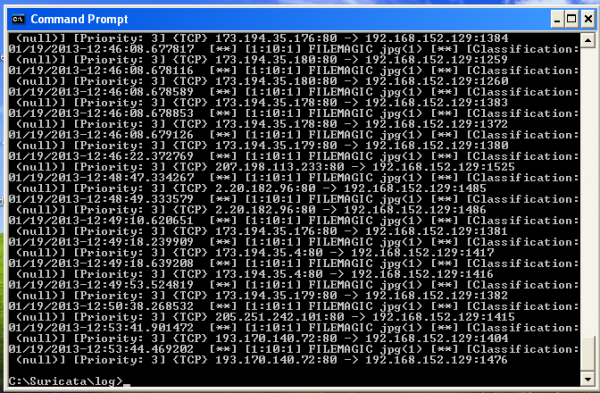 Command Prompt
(null)] [Priority: 3] {TCP} 173.194.35.176:80 -> 192.168.152.129:1384
01/19/2013-12:46:08.677817  [**] [1:10:1] FILEMAGIC jpg(1) [**] [Classification:
(null)] [Priority: 3] {TCP} 173.194.35.180:80 -> 192.168.152.129:1259
01/19/2013-12:46:08.678116  [**] [1:10:1] FILEMAGIC jpg(1) [**] [Classification:
(null)] [Priority: 3] {TCP} 173.194.35.180:80 -> 192.168.152.129:1260
01/19/2013-12:46:08.678589  [**] [1:10:1] FILEMAGIC jpg(1) [**] [Classification:
(null)] [Priority: 3] {TCP} 173.194.35.178:80 -> 192.168.152.129:1383
01/19/2013-12:46:08.678853  [**] [1:10:1] FILEMAGIC jpg(1) [**] [Classification:
(null)] [Priority: 3] {TCP} 173.194.35.178:80 -> 192.168.152.129:1372
01/19/2013-12:46:08.679126  [**] [1:10:1] FILEMAGIC jpg(1) [**] [Classification:
(null)] [Priority: 3] {TCP} 173.194.35.179:80 -> 192.168.152.129:1380
01/19/2013-12:46:22.372769  [**] [1:10:1] FILEMAGIC jpg(1) [**] [Classification:
(null)] [Priority: 3] {TCP} 207.198.113.233:80 -> 192.168.152.129:1525
01/19/2013-12:48:47.334267  [**] [1:10:1] FILEMAGIC jpg(1) [**] [Classification:
(null)] [Priority: 3] {TCP} 2.20.182.96:80 -> 192.168.152.129:1485
01/19/2013-12:48:49.333579  [**] [1:10:1] FILEMAGIC jpg(1) [**] [Classification:
(null)] [Priority: 3] {TCP} 2.20.182.96:80 -> 192.168.152.129:1486
01/19/2013-12:49:10.620651  [**] [1:10:1] FILEMAGIC jpg(1) [**] [Classification:
(null)] [Priority: 3] {TCP} 173.194.35.176:80 -> 192.168.152.129:1381
01/19/2013-12:49:18.239909  [**] [1:10:1] FILEMAGIC jpg(1) [**] [Classification:
(null)] [Priority: 3] {TCP} 173.194.35.4:80 -> 192.168.152.129:1417
01/19/2013-12:49:18.639208  [**] [1:10:1] FILEMAGIC jpg(1) [**] [Classification:
(null)] [Priority: 3] {TCP} 173.194.35.4:80 -> 192.168.152.129:1416
01/19/2013-12:49:53.524819  [**] [1:10:1] FILEMAGIC jpg(1) [**] [Classification:
(null)] [Priority: 3] {TCP} 173.194.35.179:80 -> 192.168.152.129:1382
01/19/2013-12:50:38.268532  [**] [1:10:1] FILEMAGIC jpg(1) [**] [Classification:
(null)] [Priority: 3] {TCP} 205.251.242.101:80 -> 192.168.152.129:1415
01/19/2013-12:53:41.901472  [**] [1:10:1] FILEMAGIC jpg(1) [**] [Classification:
(null)] [Priority: 3] {TCP} 193.170.140.72:80 -> 192.168.152.129:1404
01/19/2013-12:53:44.469202  [**] [1:10:1] FILEMAGIC jpg(1) [**] [Classification:
(null)] [Priority: 3] {TCP} 193.170.140.72:80 -> 192.168.152.129:1476
C:\Suricata\log>_